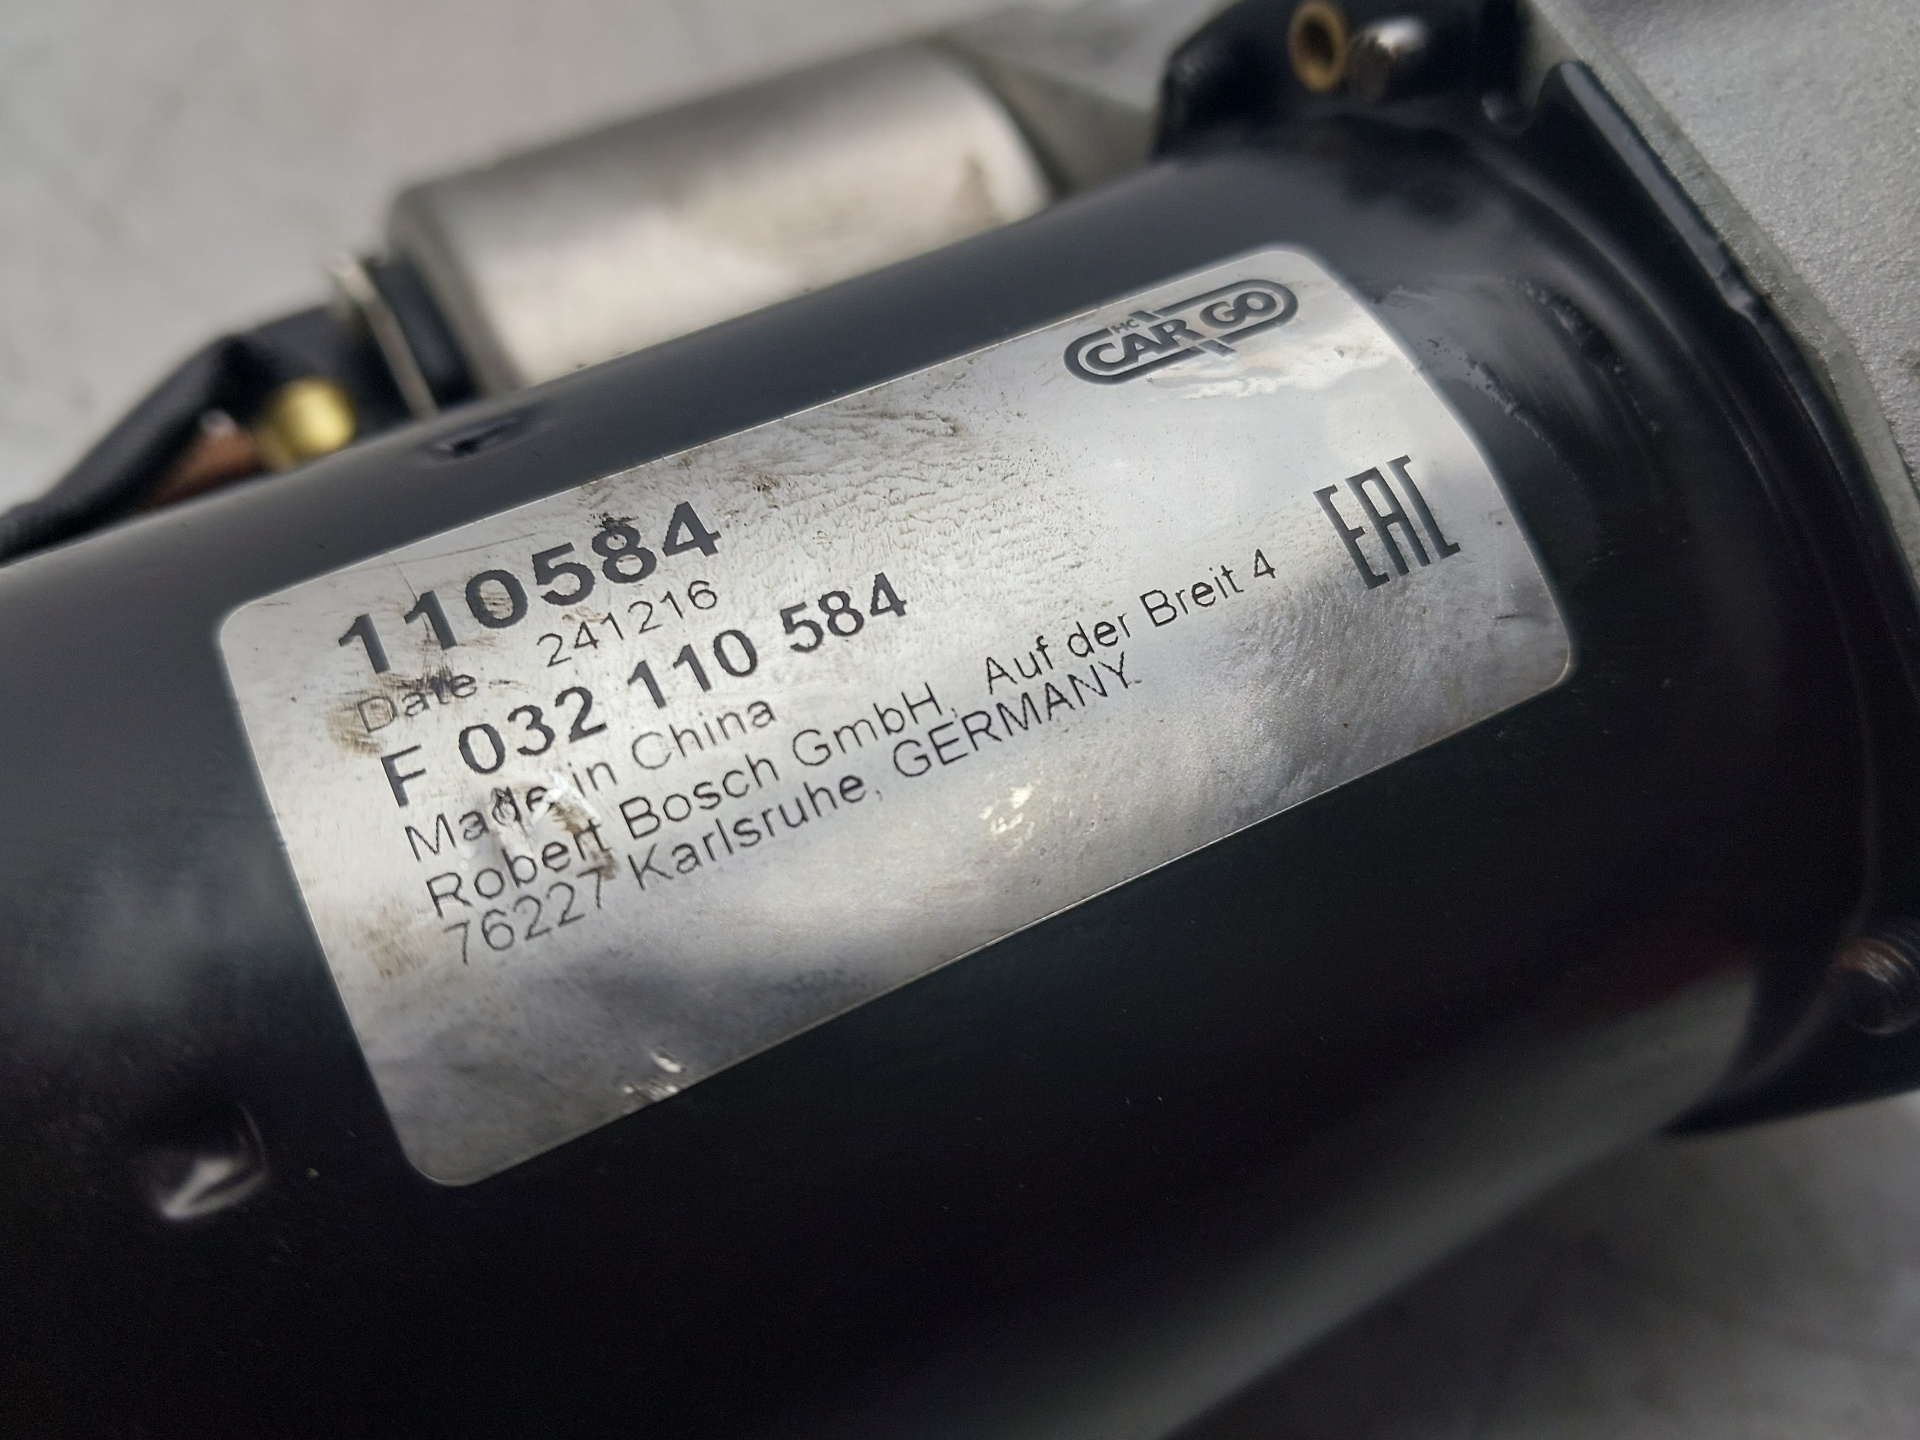 HC
CARGO
110584
Date 241216
F 032 110 584
Made in China
Robert Bosch GmbH, Auf der Breit 4
76227 Karlsruhe, GERMANY
EAC